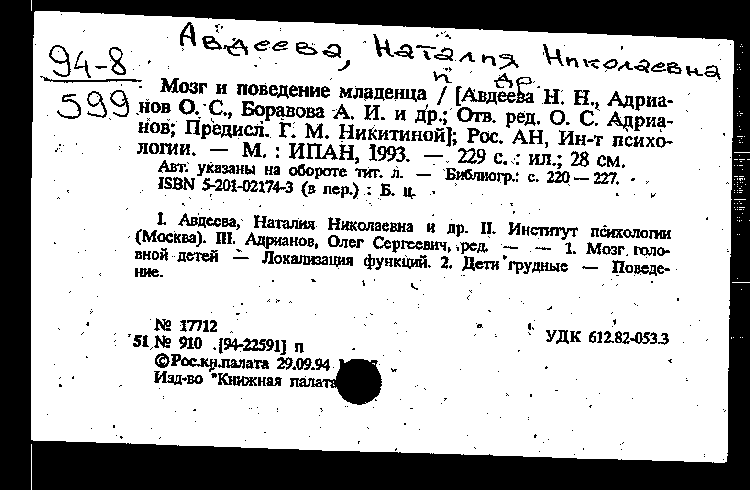 Авдеева, Наталия Николаевна
и др.
94-8
599
Мозг и поведение младенца / [Авдеева Н. Н., Адриа-
нов О. С., Боравова А. И. и др.; Отв. ред. О. С. Адриа-
нов; Предисл. Г. М. Никитиной]; Рос. АН, Ин-т психо-
логии. — М. : ИПАН, 1993. — 229 с. : ил.; 28 см.
Авт. указаны на обороте тит. л. — Библиогр.: с. 220—227.
ISBN 5-201-02174-3 (в пер.) : Б. ц.
I. Авдеева, Наталия Николаевна и др. II. Институт психологии
(Москва). III. Адрианов, Олег Сергеевич, ред. — — 1. Мозг голо-
вной детей — Локализация функций. 2. Дети грудные — Поведе-
ние.
№ 17712
51 № 910 [94-22591] п
УДК 612.82-053.3
©Рос.кн.палата 29.09.94
Изд-во "Книжная палата